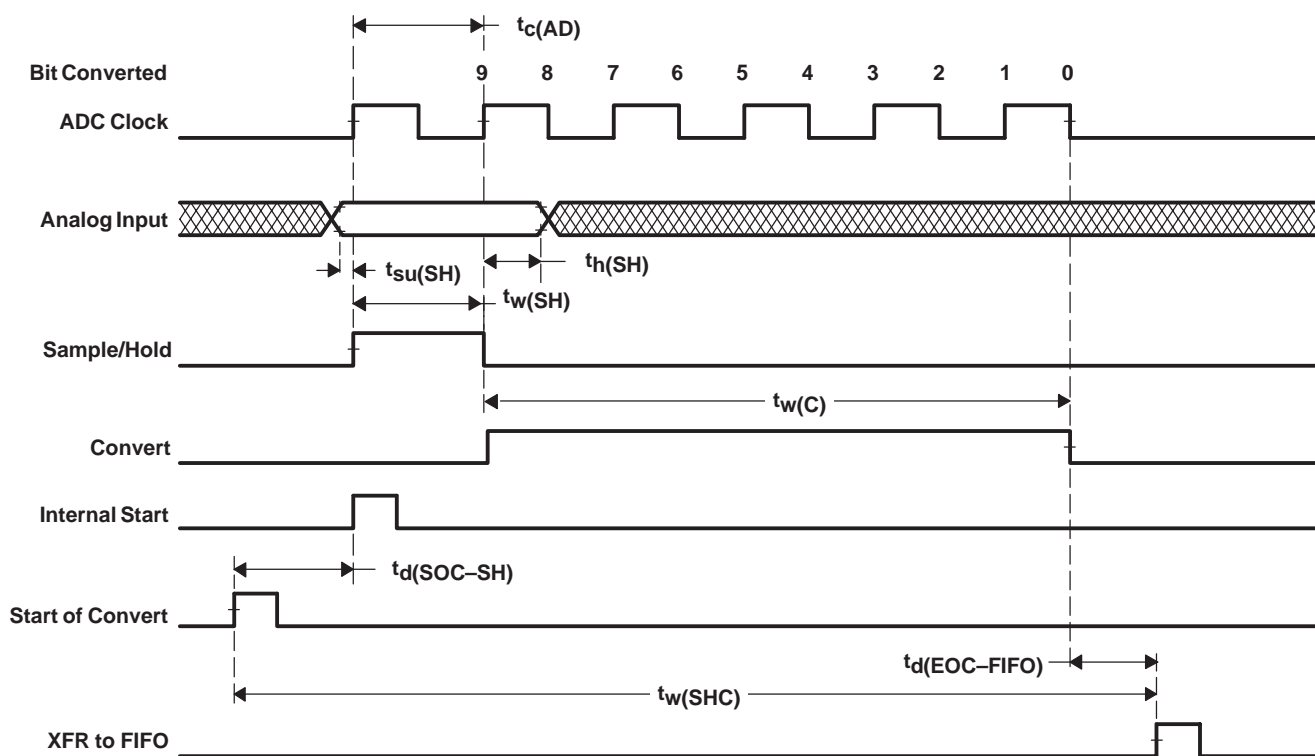 tc(AD)
Bit Converted 9 8 7 6 5 4 3 2 1 0
ADC Clock
Analog Input
tsu(SH) th(SH)
tw(SH)
Sample/Hold
tw(C)
Convert
Internal Start
td(SOC–SH)
Start of Convert
td(EOC–FIFO)
tw(SHC)
XFR to FIFO